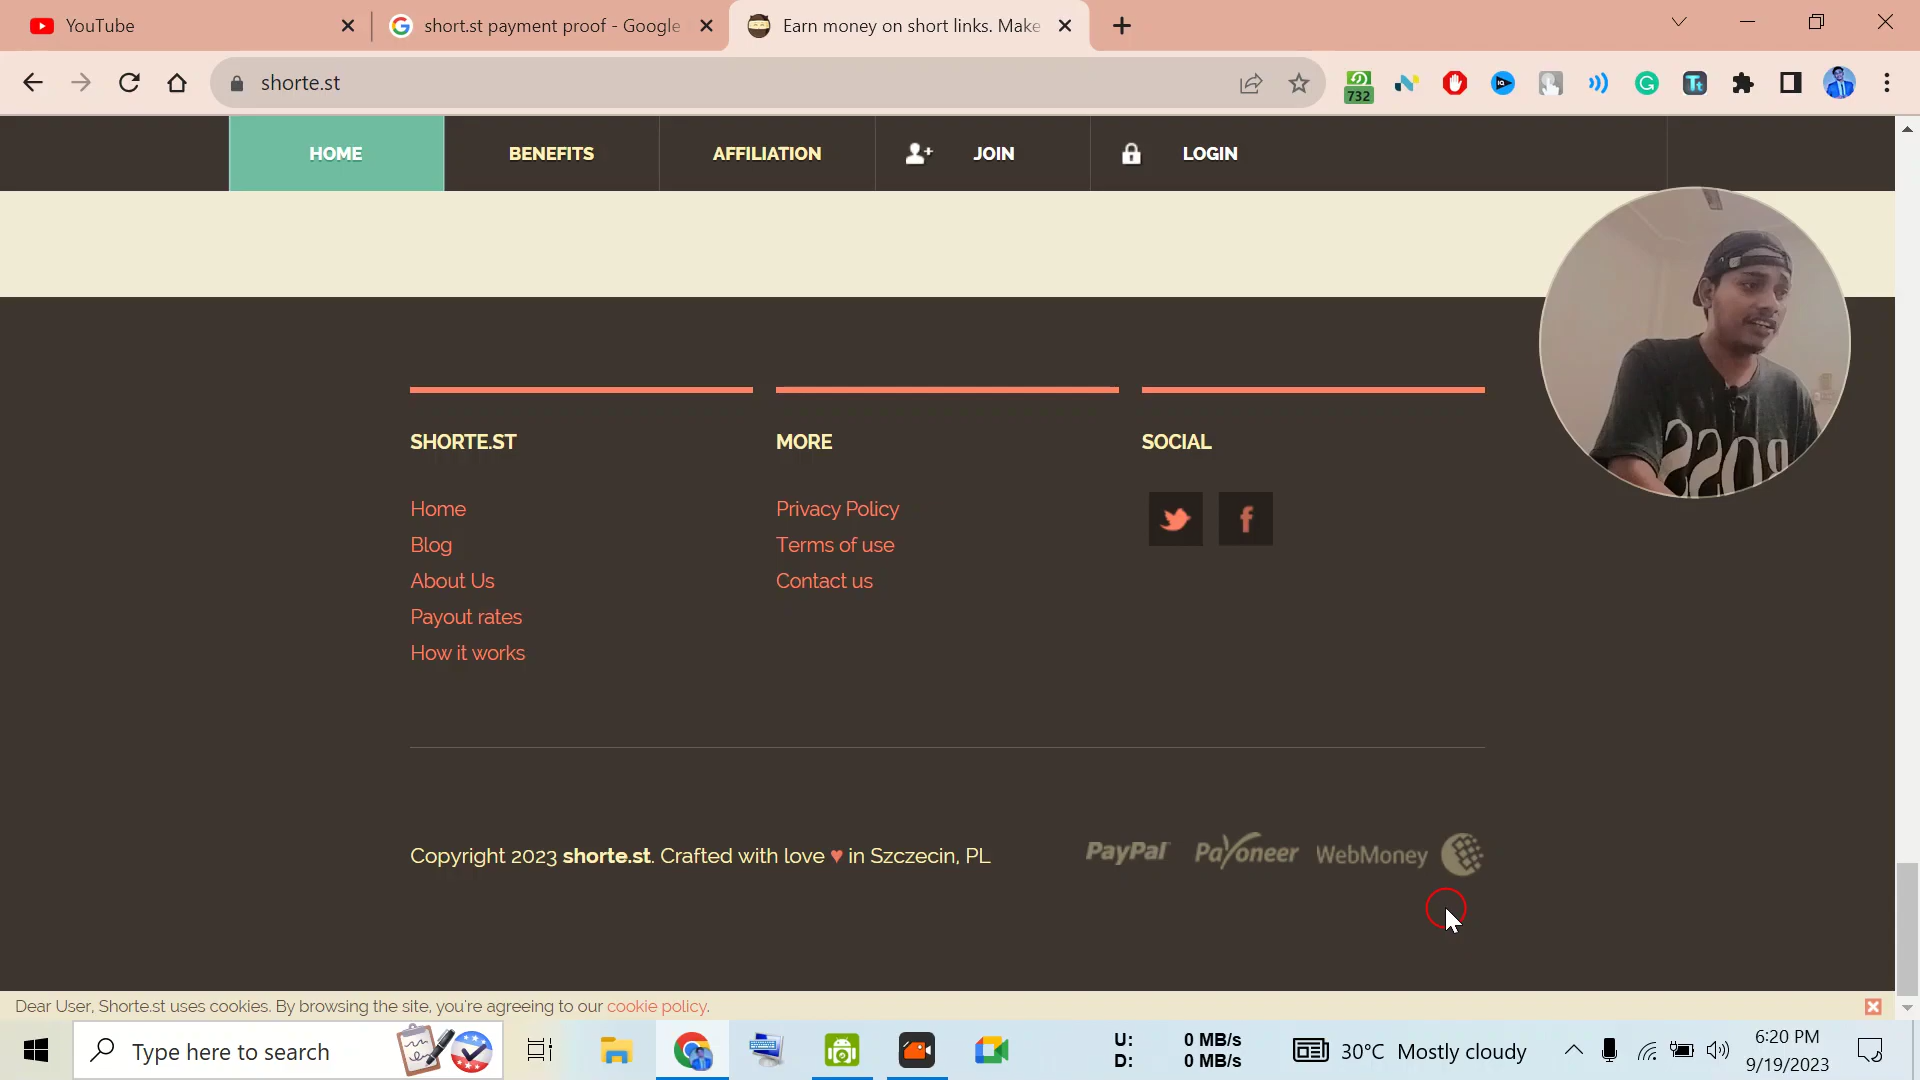 YouTube
short.st payment proof - Google
Earn money on short links. Make
shorte.st
732
HOME
BENEFITS
AFFILIATION
JOIN
LOGIN
SHORTE.ST
Home
Blog
About Us
Payout rates
How it works
MORE
Privacy Policy
Terms of use
Contact us
SOCIAL
BOSS
Copyright 2023 shorte.st. Crafted with love ♥ in Szczecin, PL
PayPal Payoneer WebMoney
Dear User, Shorte.st uses cookies. By browsing the site, you're agreeing to our cookie policy.
Type here to search
U: 0 MB/s
D: 0 MB/s
30°C Mostly cloudy
6:20 PM
9/19/2023